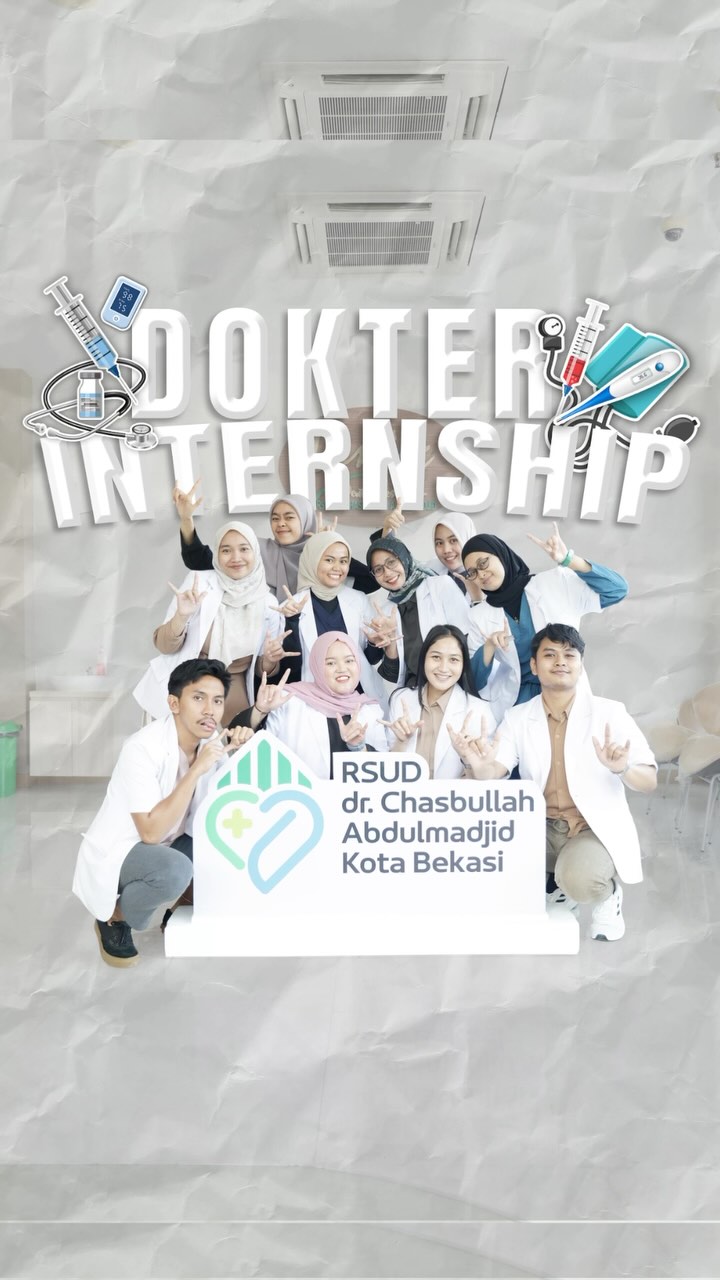 DOKTER
INTERNSHIP
RSUD
dr. Chasbullah
Abdulmadjid
Kota Bekasi